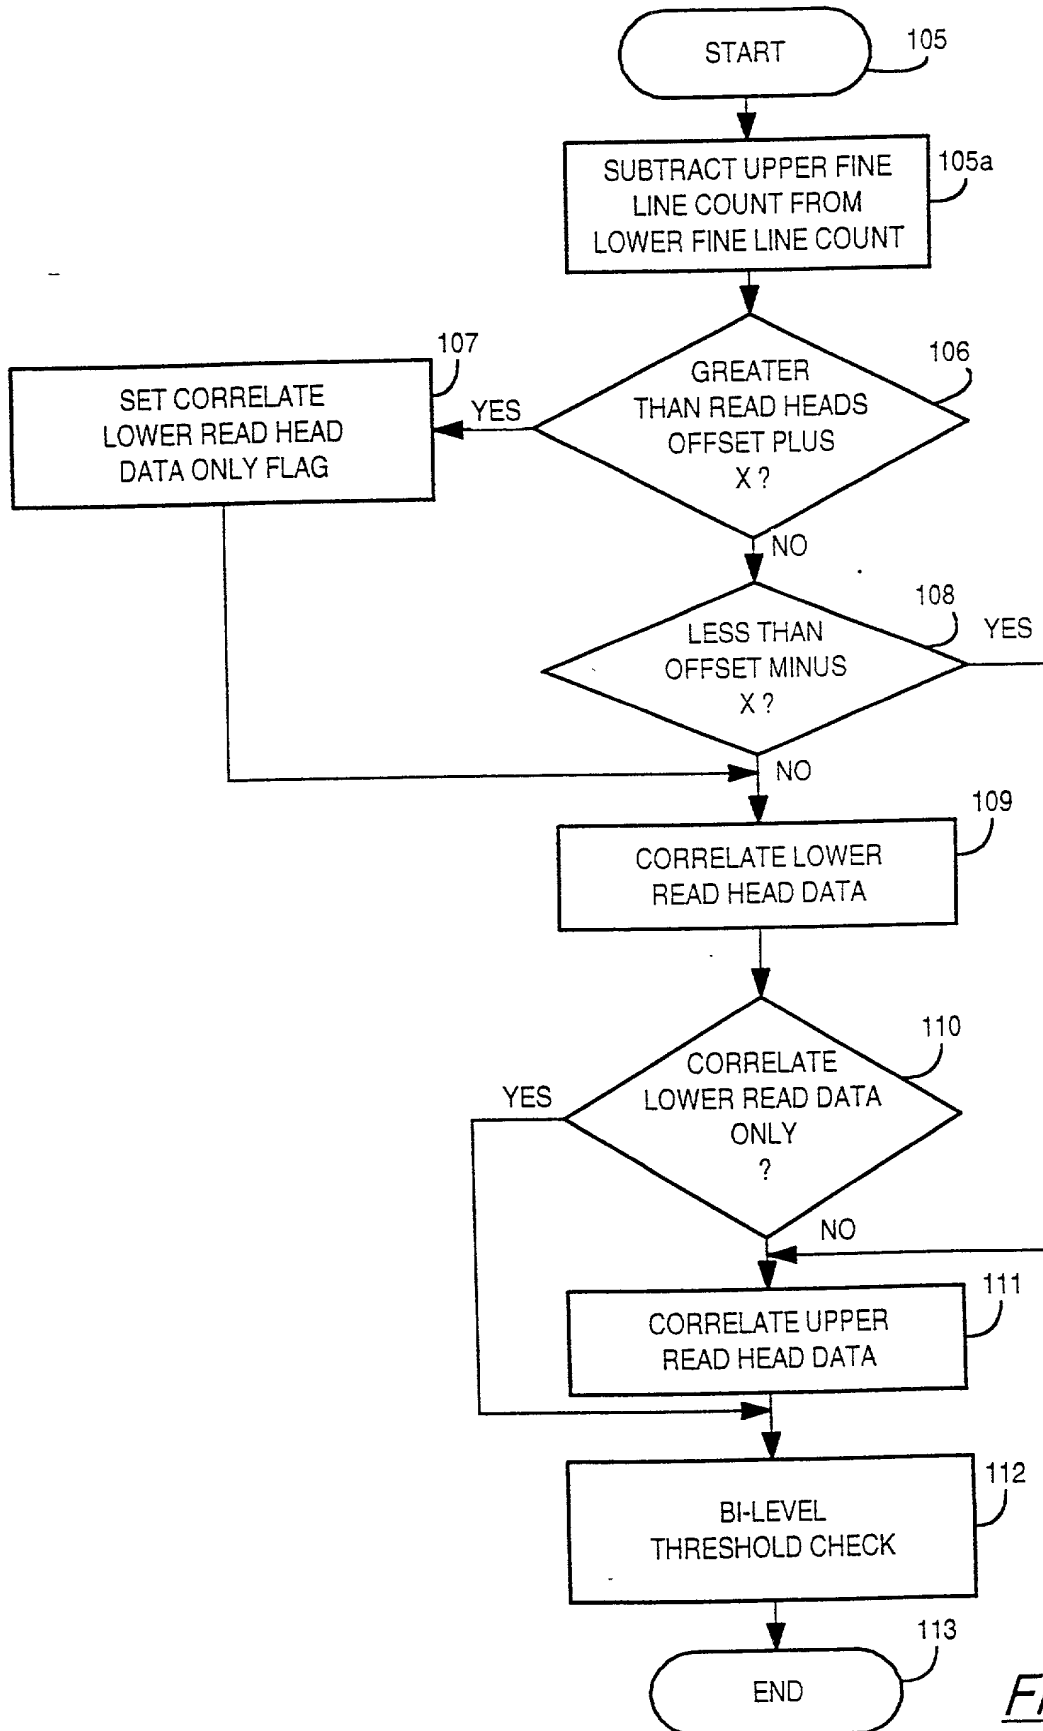 START
105
SUBTRACT UPPER FINE
LINE COUNT FROM
LOWER FINE LINE COUNT
105a
107
SET CORRELATE
LOWER READ HEAD
DATA ONLY FLAG
YES
GREATER
THAN READ HEADS
OFFSET PLUS
X ?
106
NO
108
LESS THAN
OFFSET MINUS
X ?
YES
NO
109
CORRELATE LOWER
READ HEAD DATA
110
CORRELATE
LOWER READ DATA
ONLY
?
YES
NO
111
CORRELATE UPPER
READ HEAD DATA
112
BI-LEVEL
THRESHOLD CHECK
113
END